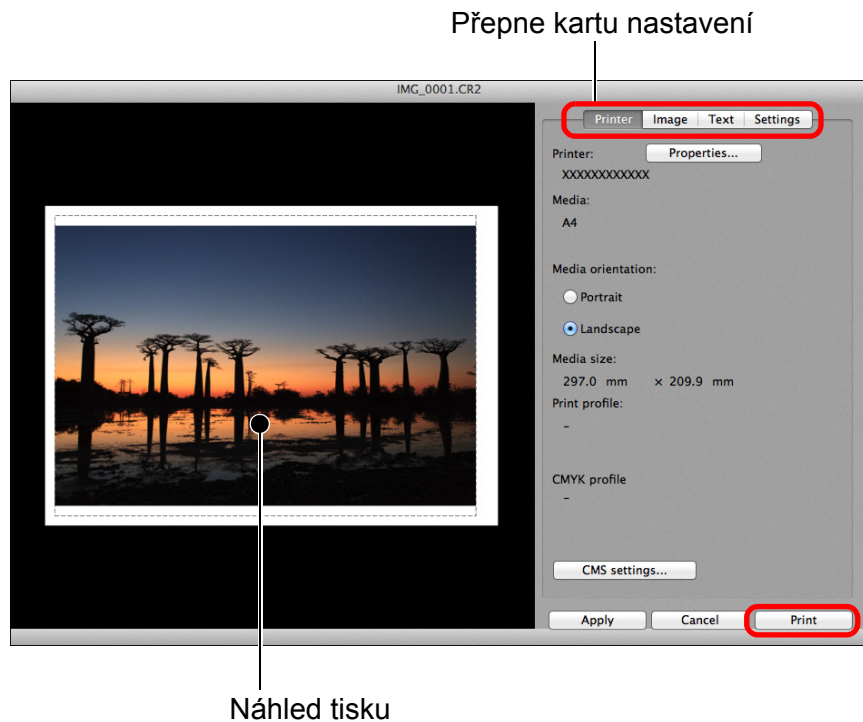 Přepne kartu nastavení
IMG_0001.CR2
Printer Image Text Settings
Printer: Properties...
XXXXXXXXXXXX
Media:
A4
Media orientation:
Portrait
Landscape
Media size:
297.0 mm × 209.9 mm
Print profile:
–
CMYK profile
–
CMS settings...
Apply Cancel Print
Náhled tisku